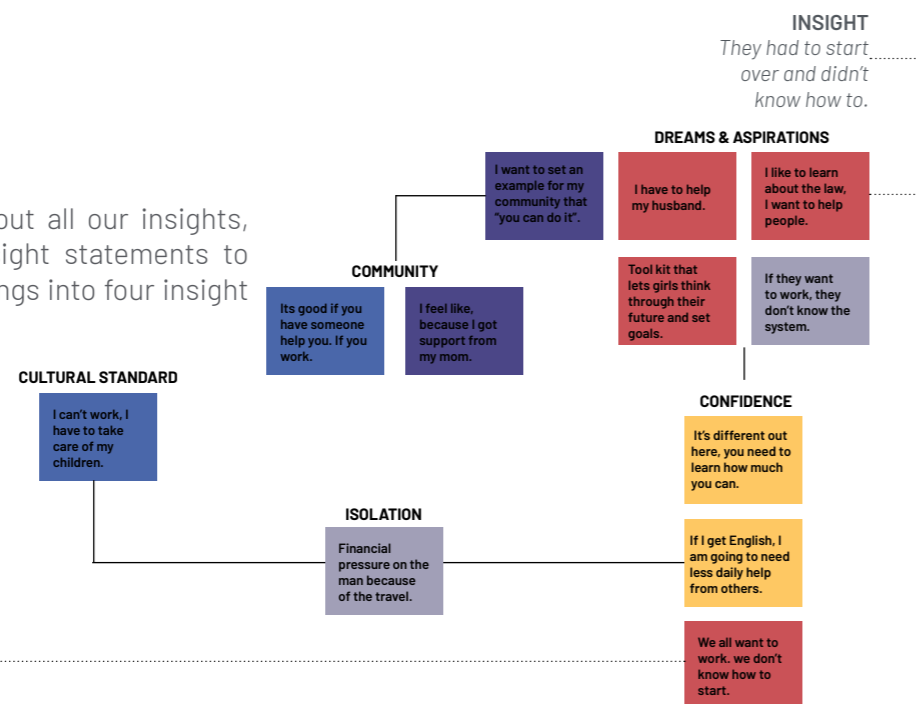 INSIGHT
They had to start
over and didn't
know how to.
DREAMS & ASPIRATIONS
I want to set an
example for my
community that
"you can do it".
I have to help
my husband.
I like to learn
about the law,
I want to help
people.
out all our insights,
ight statements to
ngs into four insight
COMMUNITY
Its good if you
have someone
help you. If you
work.
I feel like,
because I got
support from
my mom.
Tool kit that
lets girls think
through their
future and set
goals.
If they want
to work, they
don't know the
system.
CULTURAL STANDARD
I can't work, I
have to take
care of my
children.
CONFIDENCE
It's different out
here, you need to
learn how much
you can.
ISOLATION
Financial
pressure on the
man because
of the travel.
If I get English, I
am going to need
less daily help
from others.
We all want to
work. we don't
know how to
start.